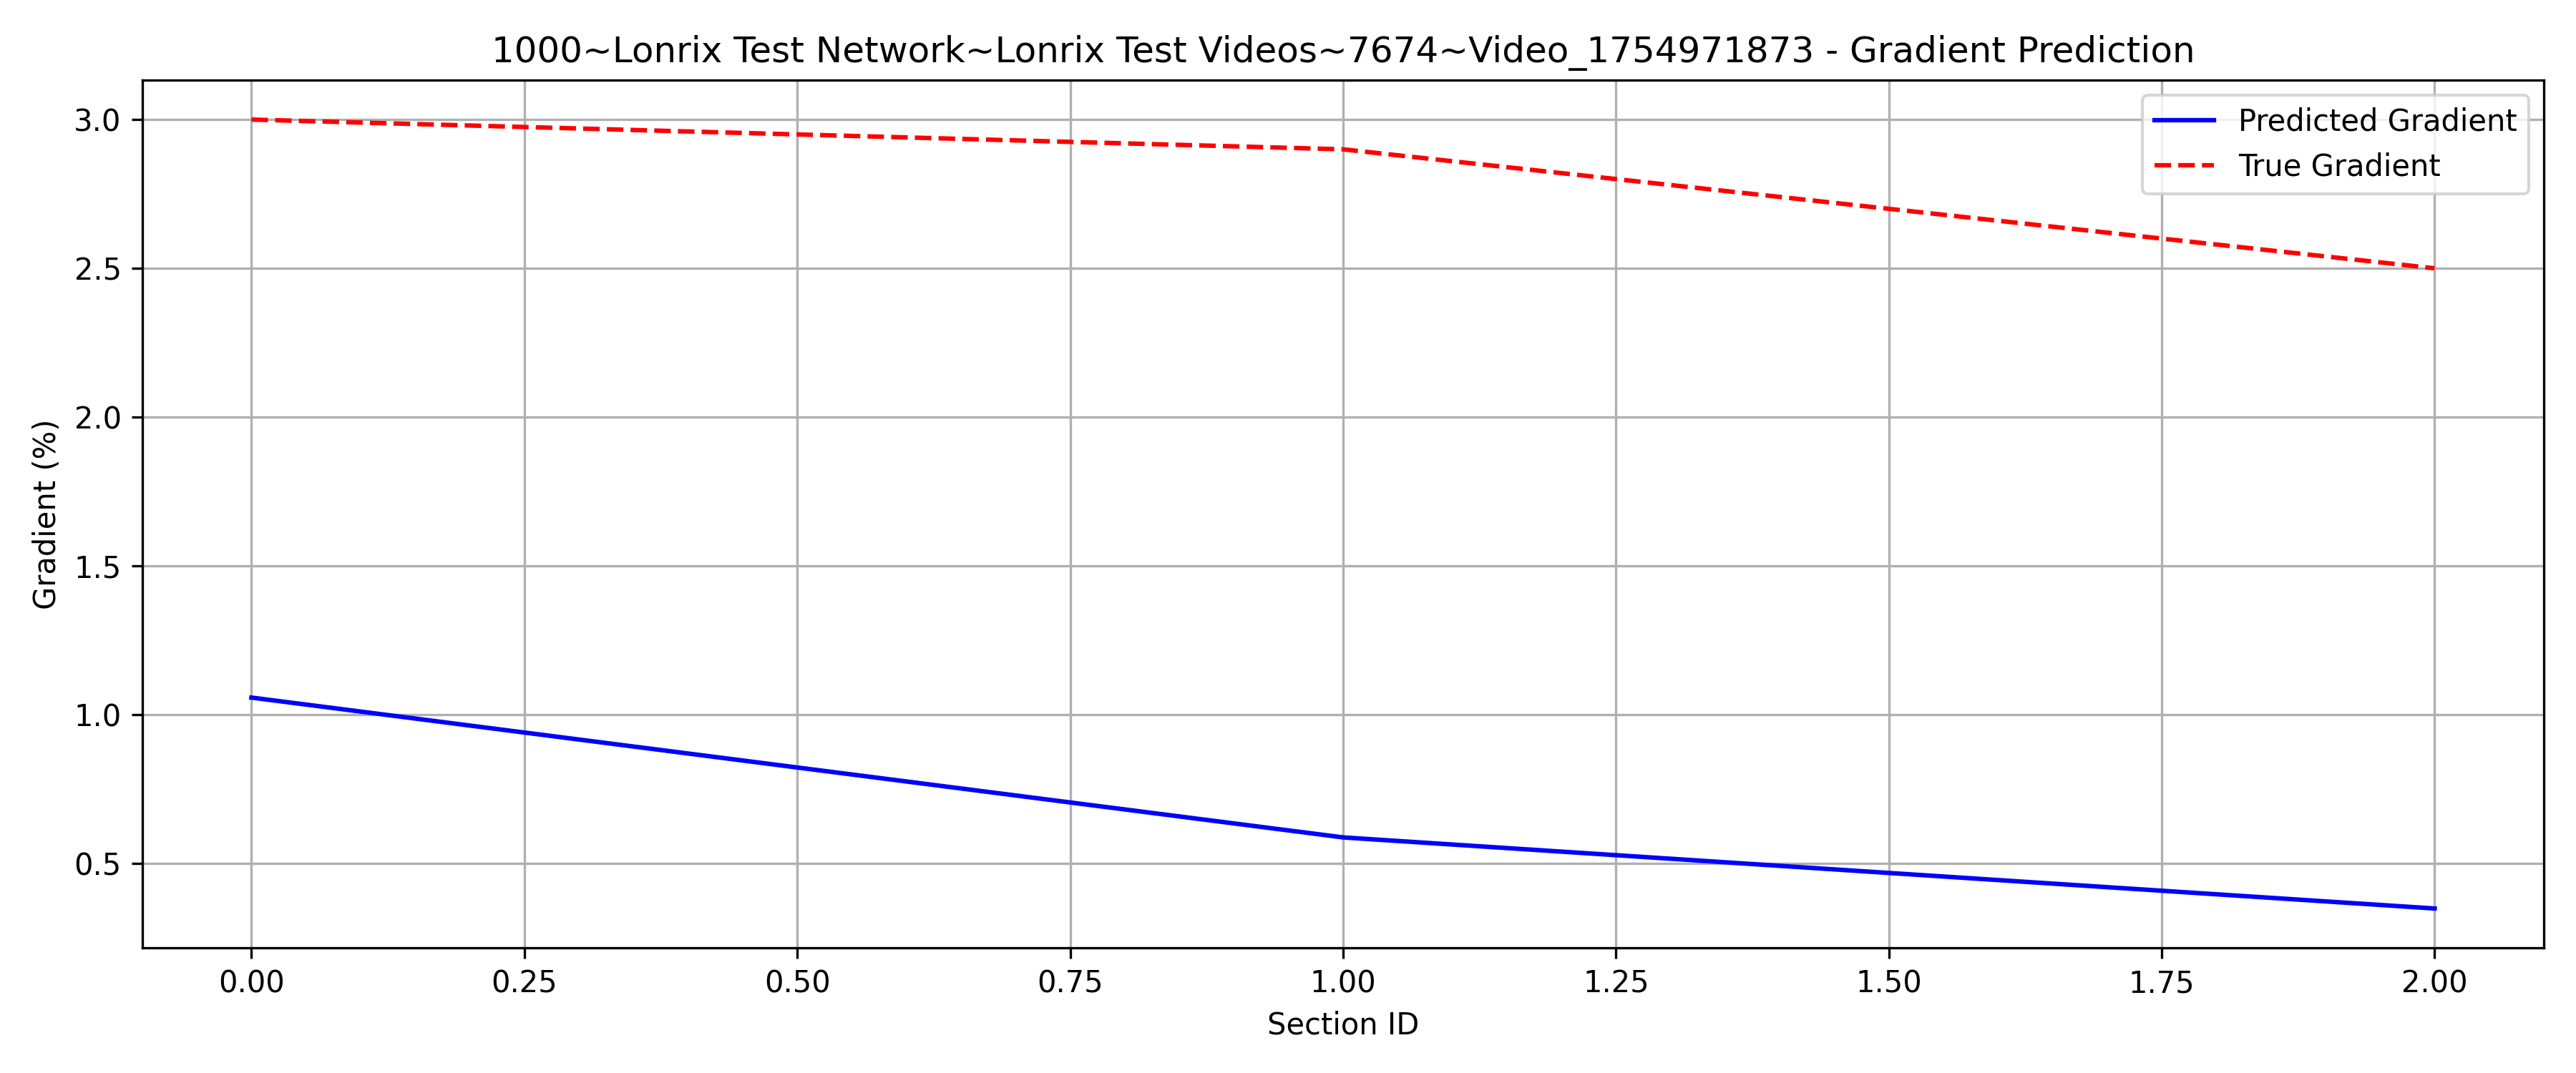 1000~Lonrix Test Network~Lonrix Test Videos~7674~Video_1754971873 - Gradient Prediction
Predicted Gradient
True Gradient
Gradient (%)
3.0
2.5
2.0
1.5
1.0
0.5
0.00 0.25 0.50 0.75 1.00 1.25 1.50 1.75 2.00
Section ID